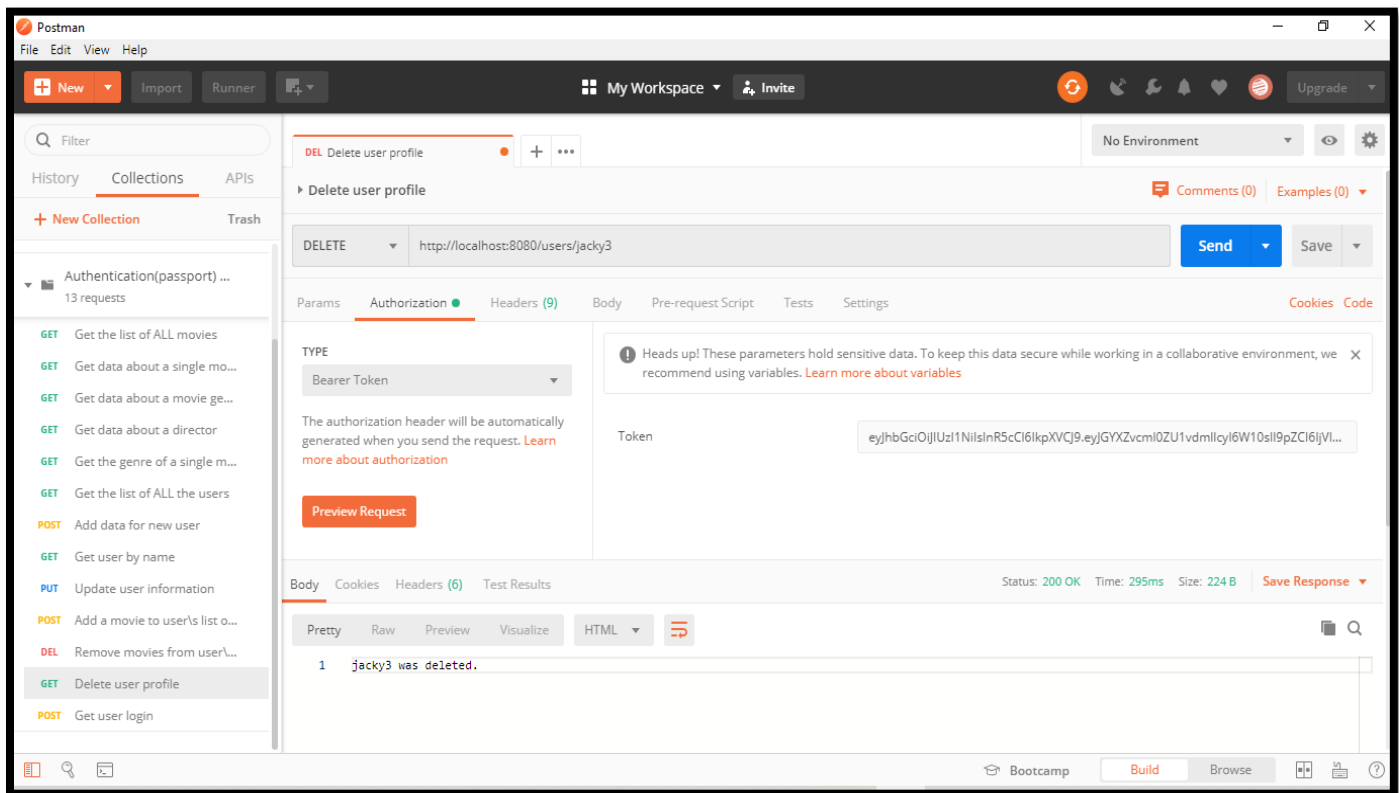 Postman
File Edit View Help
New Import Runner My Workspace Invite Upgrade
Filter
History Collections APIs
New Collection Trash
Authentication(passport) ...
13 requests
GET Get the list of ALL movies
GET Get data about a single mo...
GET Get data about a movie ge...
GET Get data about a director
GET Get the genre of a single m...
GET Get the list of ALL the users
POST Add data for new user
GET Get user by name
PUT Update user information
POST Add a movie to user\s list o...
DEL Remove movies from user\...
GET Delete user profile
POST Get user login
DEL Delete user profile
No Environment
Delete user profile
Comments (0) Examples (0)
DELETE http://localhost:8080/users/jacky3 Send Save
Params Authorization Headers (9) Body Pre-request Script Tests Settings Cookies Code
TYPE
Bearer Token
The authorization header will be automatically
generated when you send the request. Learn
more about authorization
Preview Request
Heads up! These parameters hold sensitive data. To keep this data secure while working in a collaborative environment, we
recommend using variables. Learn more about variables
Token
Body Cookies Headers (6) Test Results Status: 200 OK Time: 295ms Size: 224 B Save Response
Pretty Raw Preview Visualize HTML
1 jacky3 was deleted.
Bootcamp Build Browse